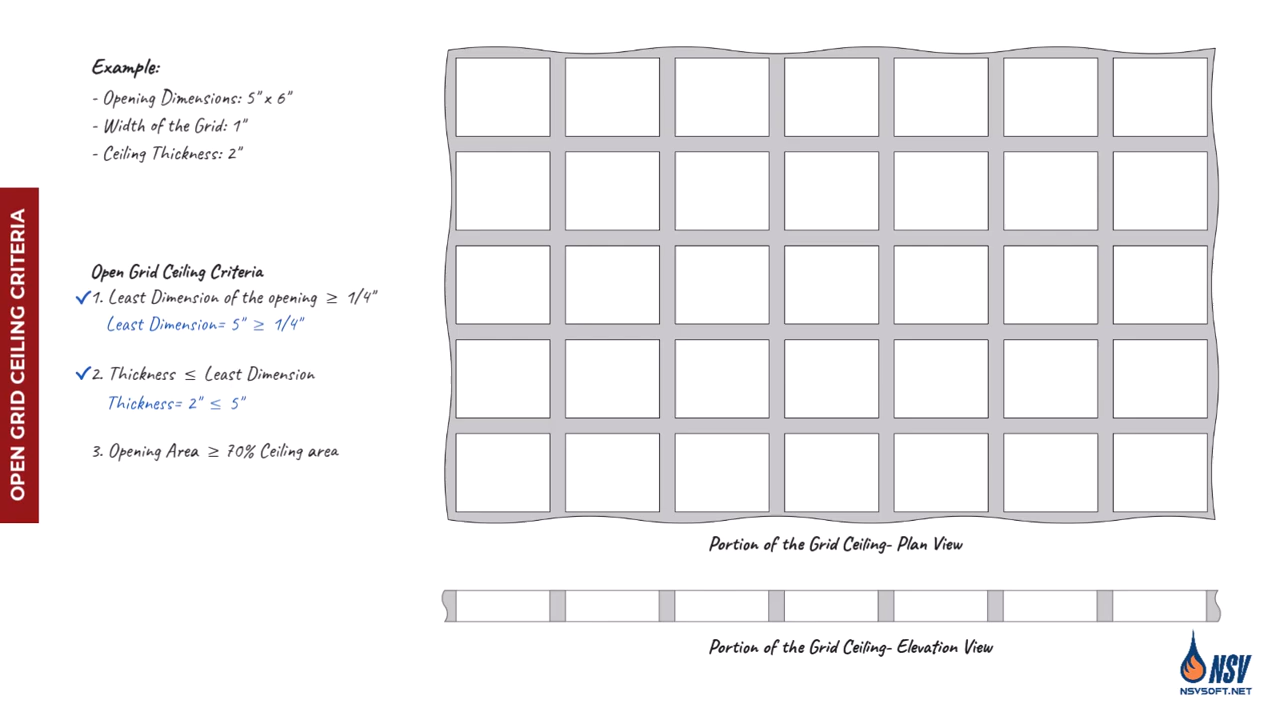 OPEN GRID CEILING CRITERIA
Example:
- Opening Dimensions: 5" x 6"
- Width of the Grid: 1"
- Ceiling Thickness: 2"
Open Grid Ceiling Criteria
1. Least Dimension of the opening ≥ 1/4"
Least Dimension= 5" ≥ 1/4"
2. Thickness ≤ Least Dimension
Thickness= 2" ≤ 5"
3. Opening Area ≥ 70% Ceiling area
Portion of the Grid Ceiling- Plan View
Portion of the Grid Ceiling- Elevation View
NSV
NSVSOFT.NET